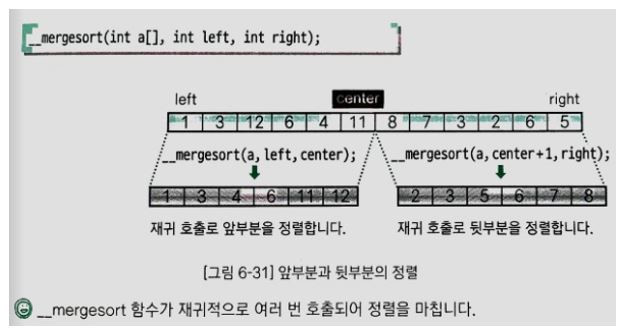 __mergesort(int a[], int left, int right);
left center right
1 3 12 6 4 11 8 7 3 2 6 5
__mergesort(a,left,center); __mergesort(a,center+1,right);
1 3 4 6 11 12 2 3 5 6 7 8
재귀 호출로 앞부분을 정렬합니다. 재귀 호출로 뒷부분을 정렬합니다.
[그림 6-31] 앞부분과 뒷부분의 정렬
__mergesort 함수가 재귀적으로 여러 번 호출되어 정렬을 마칩니다.